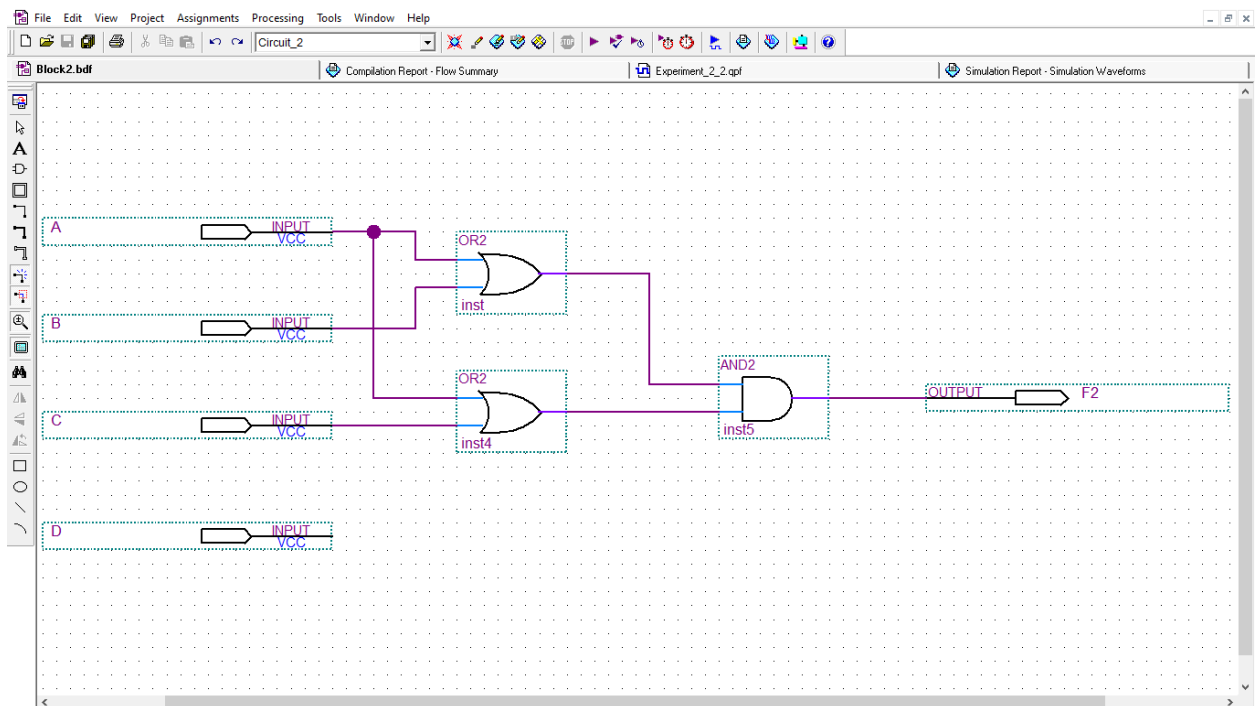 File Edit View Project Assignments Processing Tools Window Help
Circuit_2
STOP
Block2.bdf
Compilation Report - Flow Summary
Experiment_2_2.qpf
Simulation Report - Simulation Waveforms
A
INPUT
VCC
OR2
inst
B
INPUT
VCC
AND2
inst5
OR2
inst4
OUTPUT
F2
C
INPUT
VCC
D
INPUT
VCC